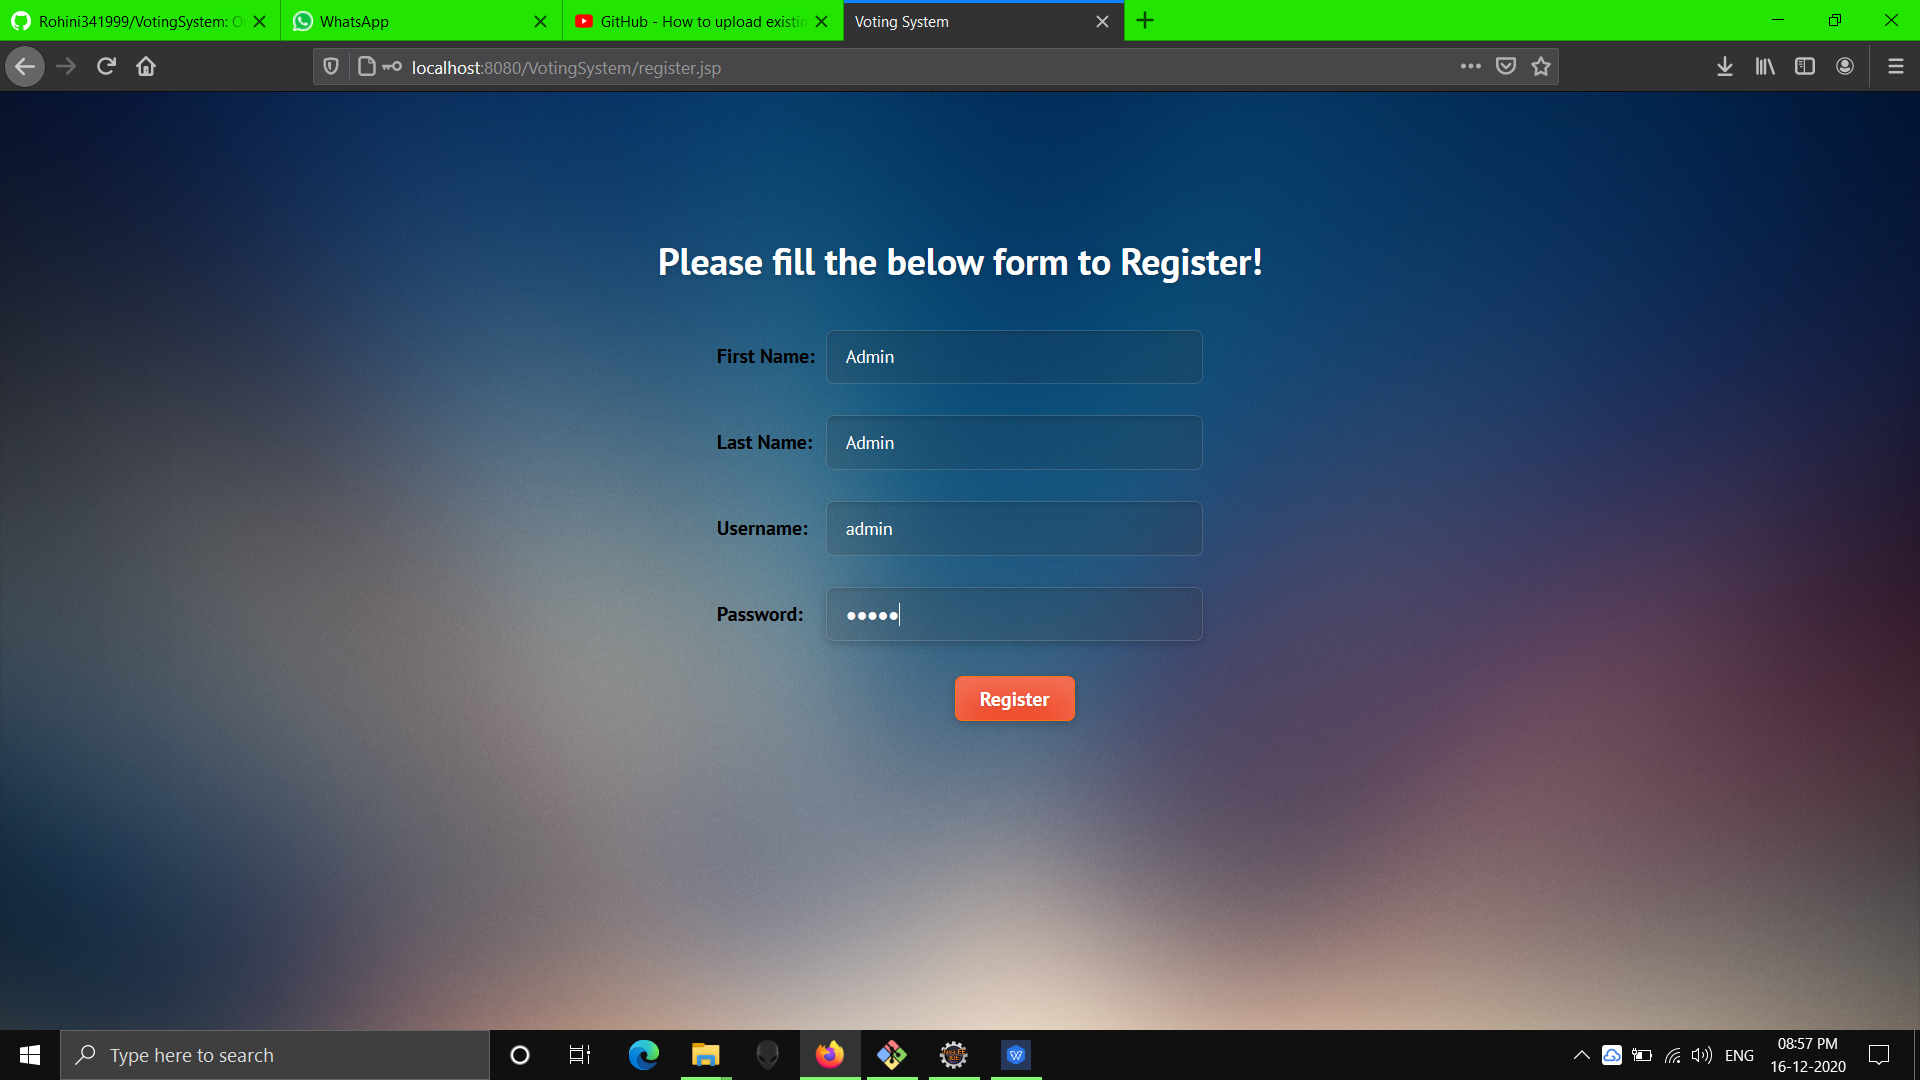 Rohini341999/VotingSystem: O
WhatsApp
GitHub - How to upload existin
Voting System
localhost:8080/VotingSystem/register.jsp
Please fill the below form to Register!
First Name: Admin
Last Name: Admin
Username: admin
Password: •••••
Register
Type here to search
ENG
08:57 PM
16-12-2020